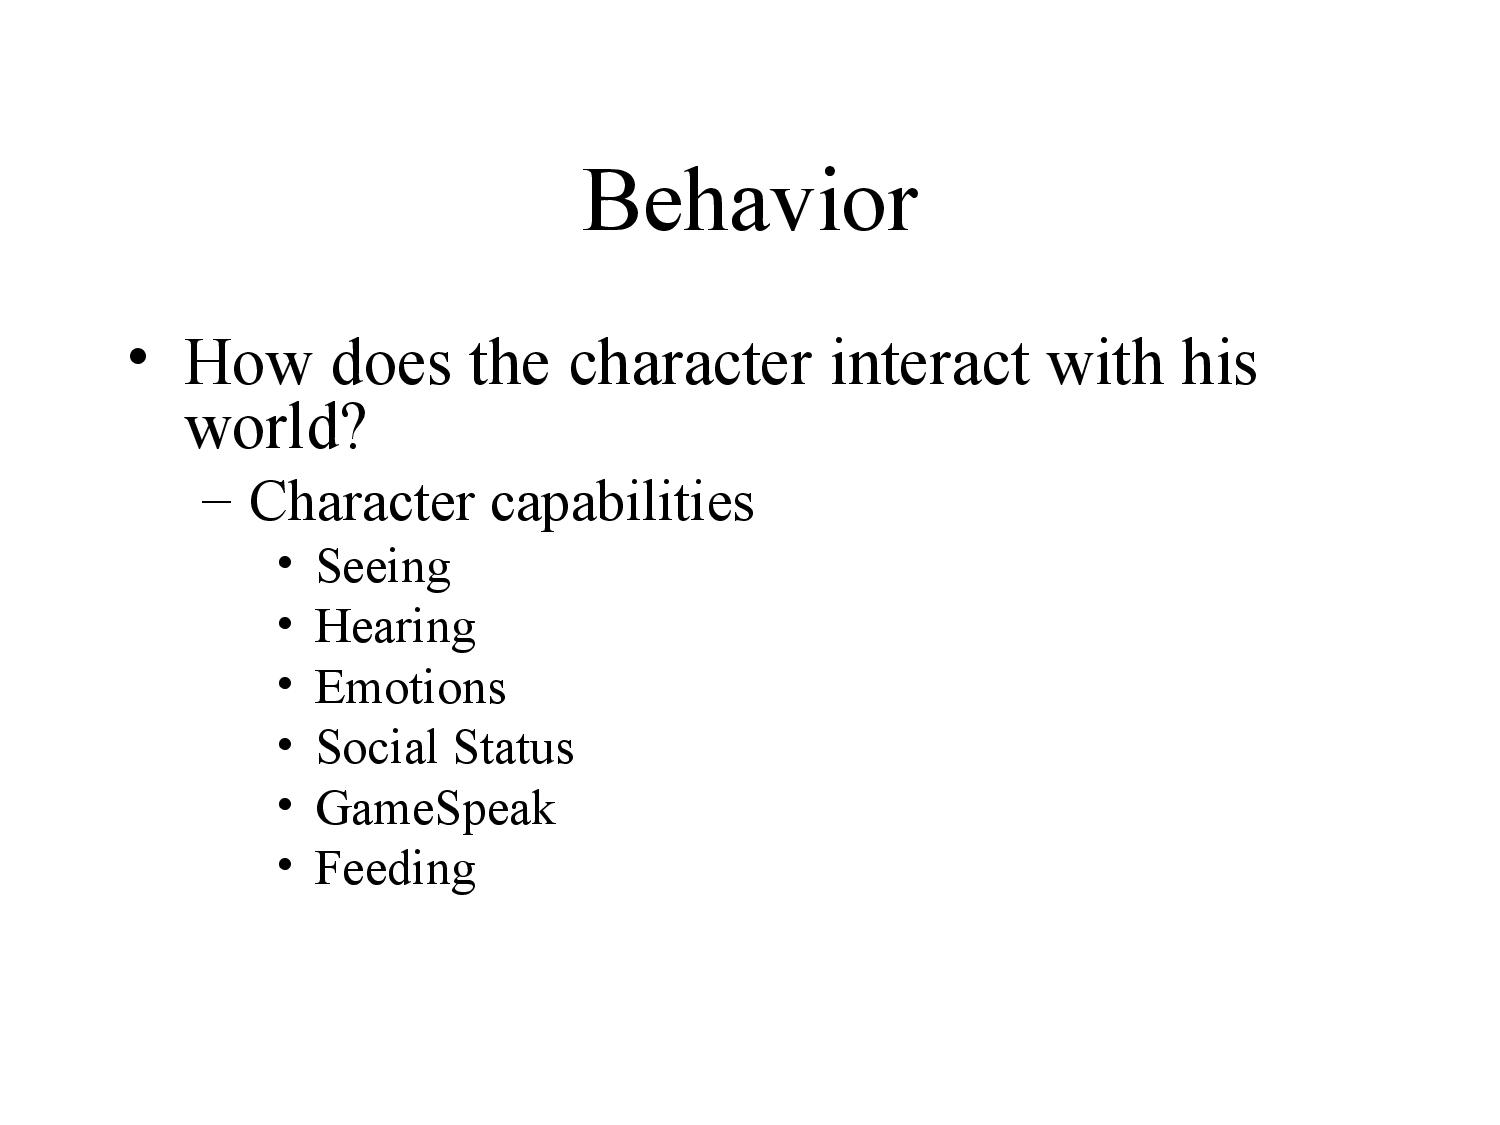 Behavior
• How does the character interact with his
world?
– Character capabilities
• Seeing
• Hearing
• Emotions
• Social Status
• GameSpeak
• Feeding